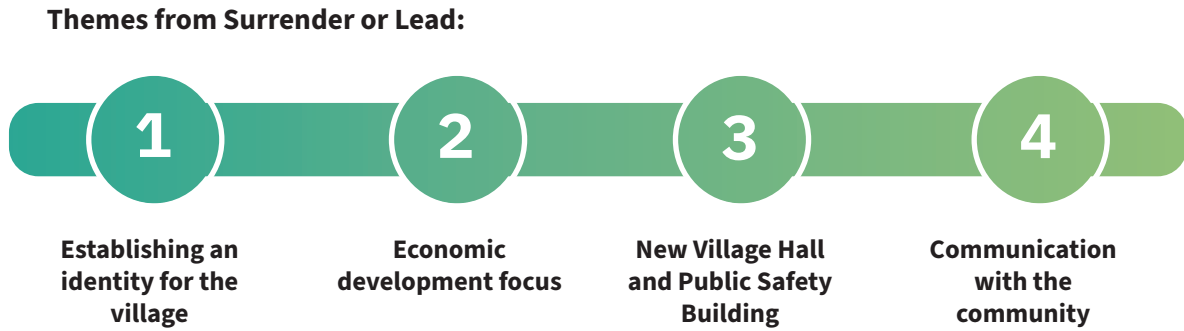 Themes from Surrender or Lead:
1
2
3
4
Establishing an
identity for the
village
Economic
development focus
New Village Hall
and Public Safety
Building
Communication
with the
community